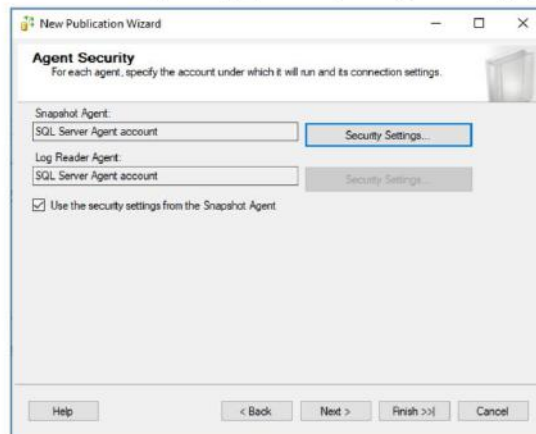 New Publication Wizard
Agent Security
For each agent, specify the account under which it will run and its connection settings.
Snapshot Agent:
SQL Server Agent account
Security Settings...
Log Reader Agent:
SQL Server Agent account
Security Settings...
Use the security settings from the Snapshot Agent
Help
< Back
Next >
Finish >>|
Cancel